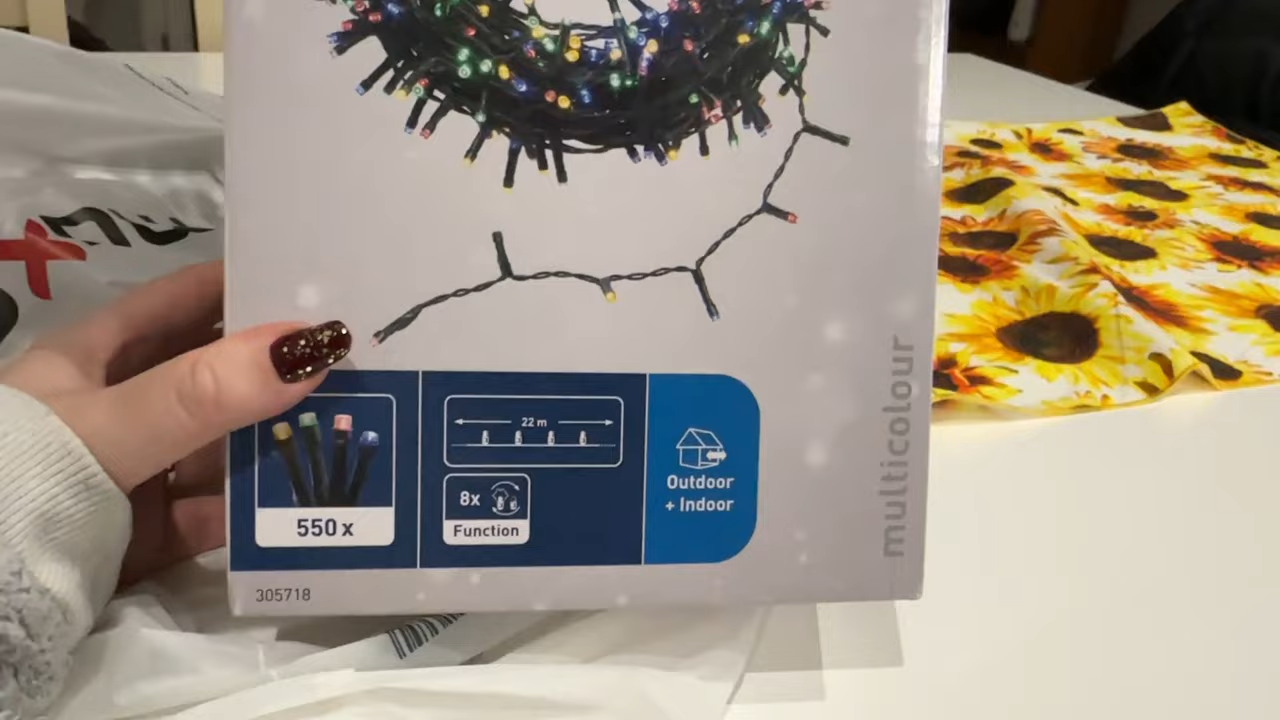 22 m
8x
Function
550 x
Outdoor
+ Indoor
multicolour
305718